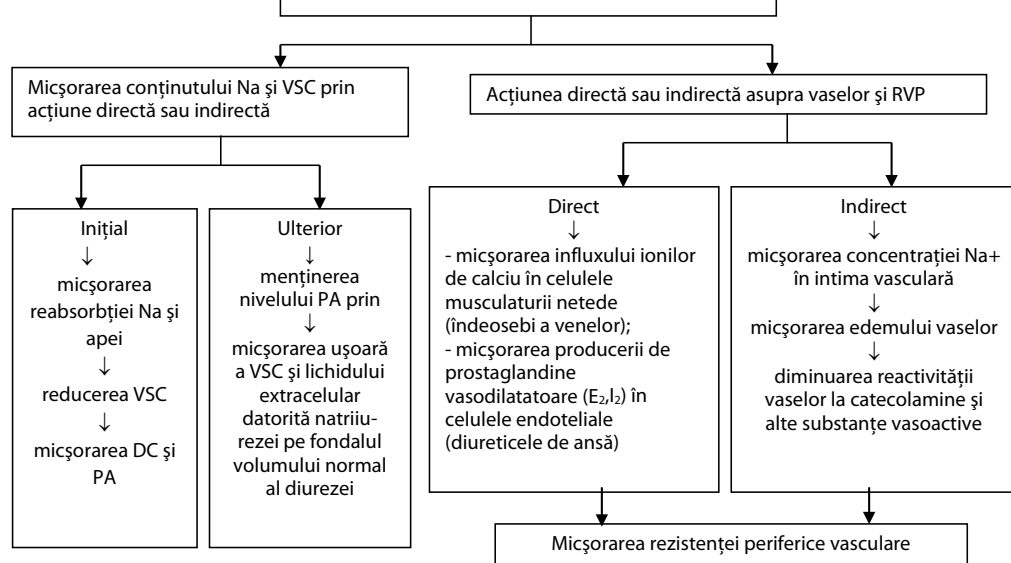 Micşorarea conţinutului Na şi VSC prin
acţiune directă sau indirectă
Acţiunea directă sau indirectă asupra vaselor şi RVP
Iniţial
↓
micşorarea
reabsorbţiei Na şi
apei
↓
reducerea VSC
↓
micşorarea DC şi
PA
Ulterior
↓
menţinerea
nivelului PA prin
↓
micşorarea uşoară
a VSC şi lichidului
extracelular
datorită natriiu-
rezei pe fondalul
volumului normal
al diurezei
Direct
↓
- micşorarea influxului ionilor
de calciu în celulele
musculaturii netede
(îndeosebi a venelor);
- micşorarea producerii de
prostaglandine
vasodilatatoare (E₂,I₂) în
celulele endoteliale
(diureticele de ansă)
Indirect
↓
micşorarea concentraţiei Na+
în intima vasculară
↓
micşorarea edemului vaselor
↓
diminuarea reactivităţii
vaselor la catecolamine şi
alte substanţe vasoactive
Micşorarea rezistenţei periferice vasculare